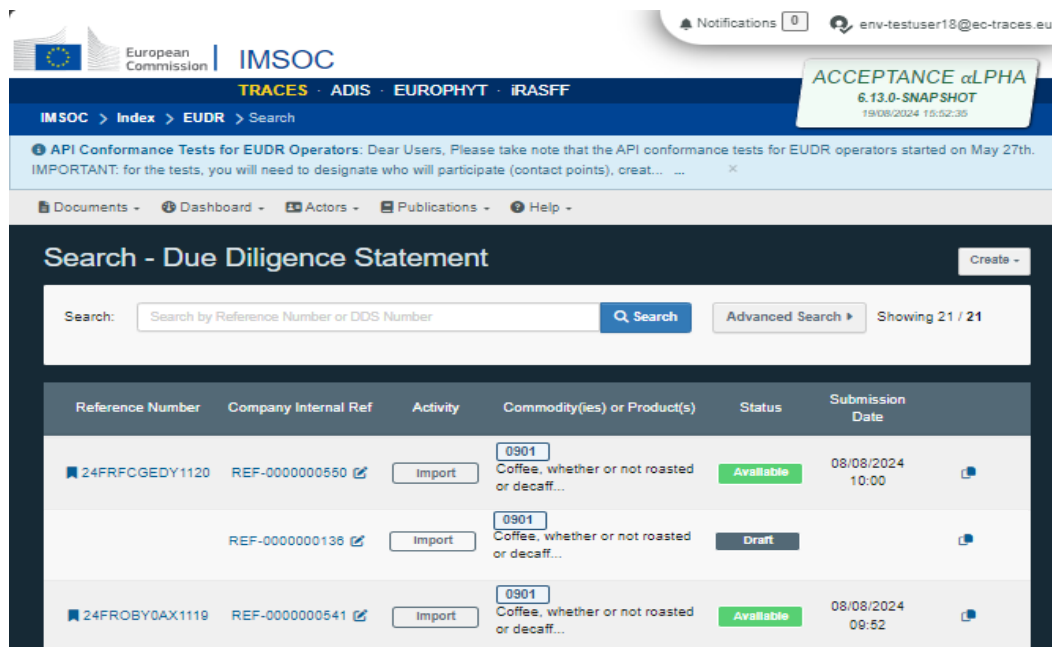 Notifications 0 env-testuser18@ec-traces.eu
European
Commission
IMSOC
ACCEPTANCE αLPHA
6.13.0-SNAPSHOT
19/08/2024 15:52:35
TRACES · ADIS · EUROPHYT · iRASFF
IMSOC > Index > EUDR > Search
API Conformance Tests for EUDR Operators: Dear Users, Please take note that the API conformance tests for EUDR operators started on May 27th.
IMPORTANT: for the tests, you will need to designate who will participate (contact points), creat... ... ×
Documents Dashboard Actors Publications Help
Search - Due Diligence Statement
Create
Search: Search by Reference Number or DDS Number Search Advanced Search Showing 21 / 21
Reference Number Company Internal Ref Activity Commodity(ies) or Product(s) Status Submission Date
24FRFCGEDY1120 REF-0000000550 Import 0901 Coffee, whether or not roasted or decaff... Available 08/08/2024 10:00
REF-0000000136 Import 0901 Coffee, whether or not roasted or decaff... Draft
24FROBY0AX1119 REF-0000000541 Import 0901 Coffee, whether or not roasted or decaff... Available 08/08/2024 09:52